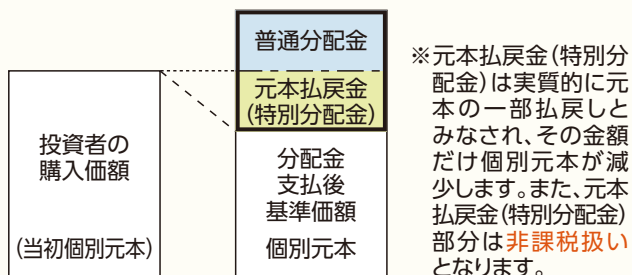 投資者の
購入価額
(当初個別元本)
普通分配金
元本払戻金
(特別分配金)
分配金
支払後
基準価額
個別元本
※元本払戻金(特別分
配金)は実質的に元
本の一部払戻しと
みなされ、その金額
だけ個別元本が減
少します。また、元本
払戻金(特別分配金)
部分は非課税扱い
となります。